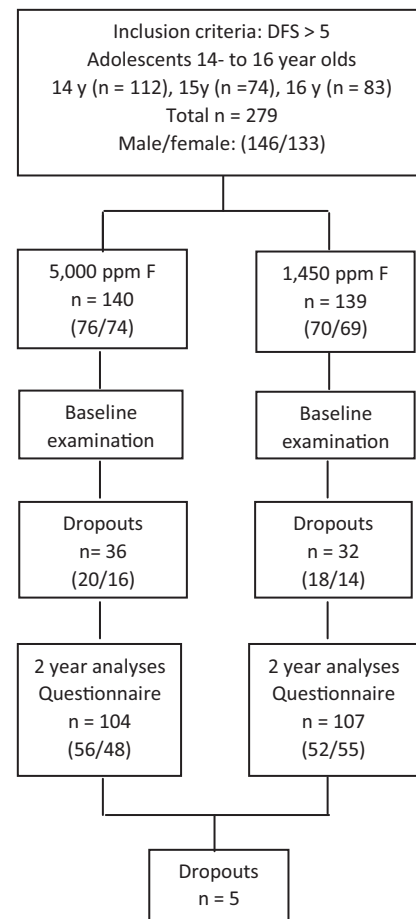 Inclusion criteria: DFS > 5
Adolescents 14- to 16 year olds
14 y (n = 112), 15y (n =74), 16 y (n = 83)
Total n = 279
Male/female: (146/133)
5,000 ppm F
n = 140
(76/74)
1,450 ppm F
n = 139
(70/69)
Baseline
examination
Baseline
examination
Dropouts
n= 36
(20/16)
Dropouts
n = 32
(18/14)
2 year analyses
Questionnaire
n = 104
(56/48)
2 year analyses
Questionnaire
n = 107
(52/55)
Dropouts
n = 5